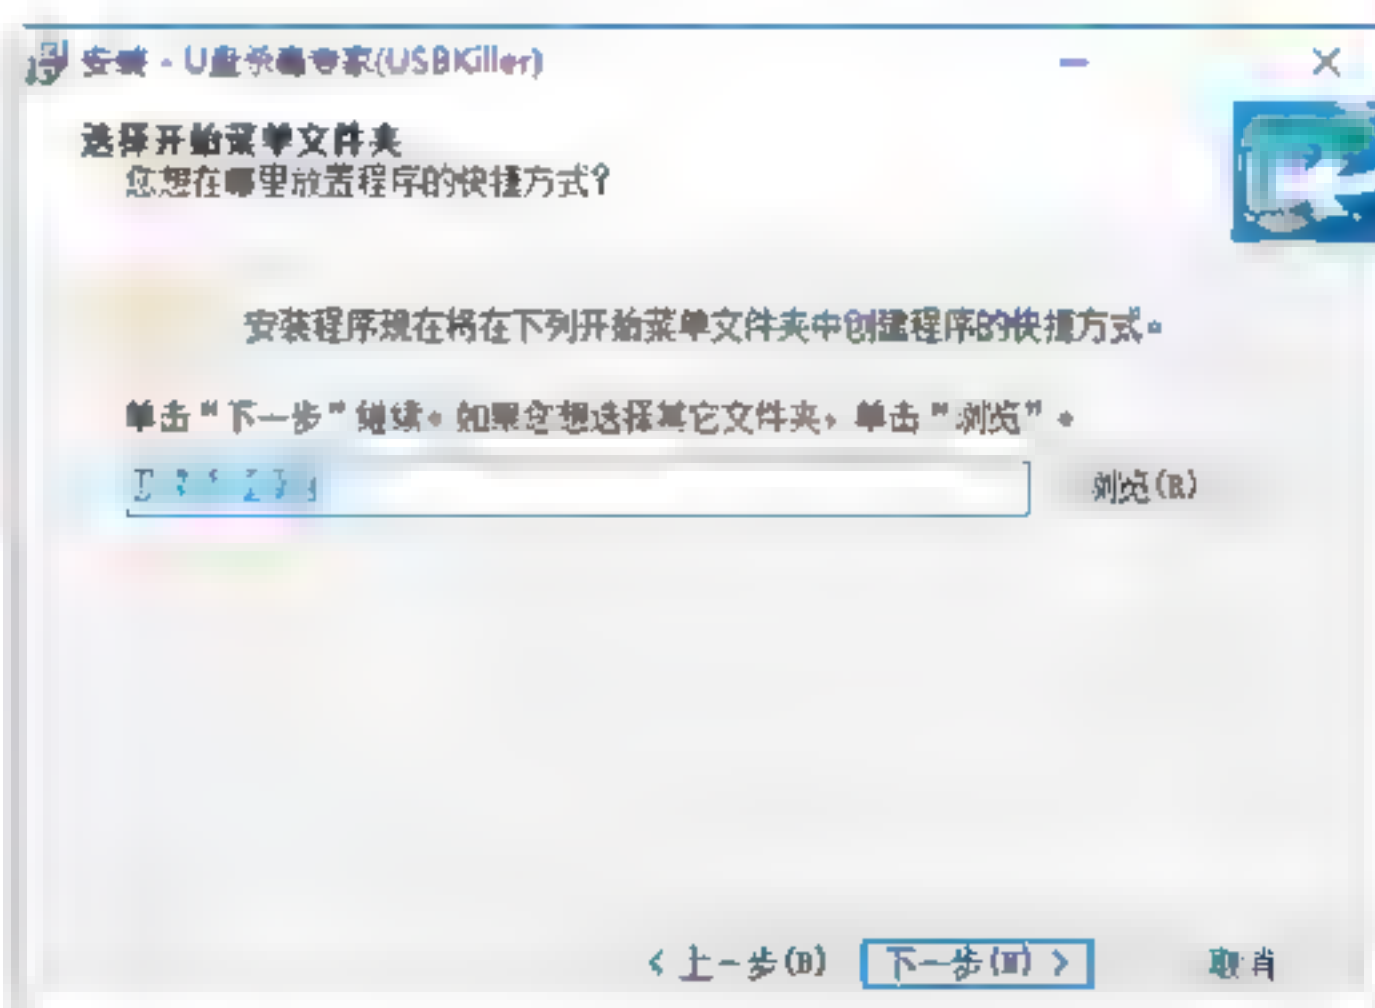 安装 - U盘杀毒专家(USBKiller)
选择开始菜单文件夹
您想在哪里放置程序的快捷方式?
安装程序现在将在下列开始菜单文件夹中创建程序的快捷方式。
单击“下一步”继续。如果您想选择其它文件夹，单击“浏览”。
浏览(R)
< 上一步(B)
下一步(N) >
取消